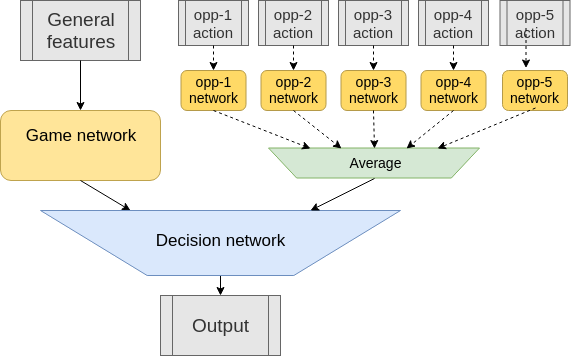 General
features
opp-1
action
opp-2
action
opp-3
action
opp-4
action
opp-5
action
opp-1
network
opp-2
network
opp-3
network
opp-4
network
opp-5
network
Game network
Average
Decision network
Output